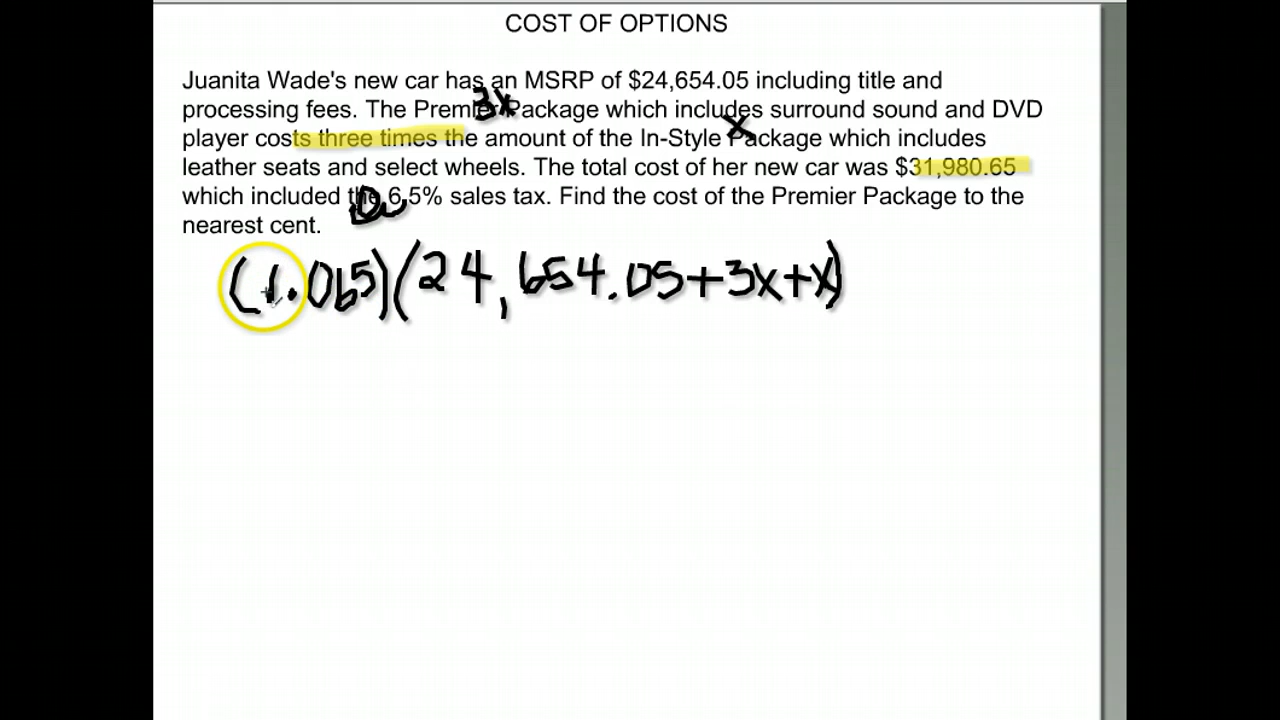 COST OF OPTIONS
Juanita Wade's new car has an MSRP of $24,654.05 including title and
3x
processing fees. The Premier Package which includes surround sound and DVD
x
player costs three times the amount of the In-Style Package which includes
leather seats and select wheels. The total cost of her new car was $31,980.65
which included the 6.5% sales tax. Find the cost of the Premier Package to the
nearest cent.
(1.065)(24,654.05+3x+x)